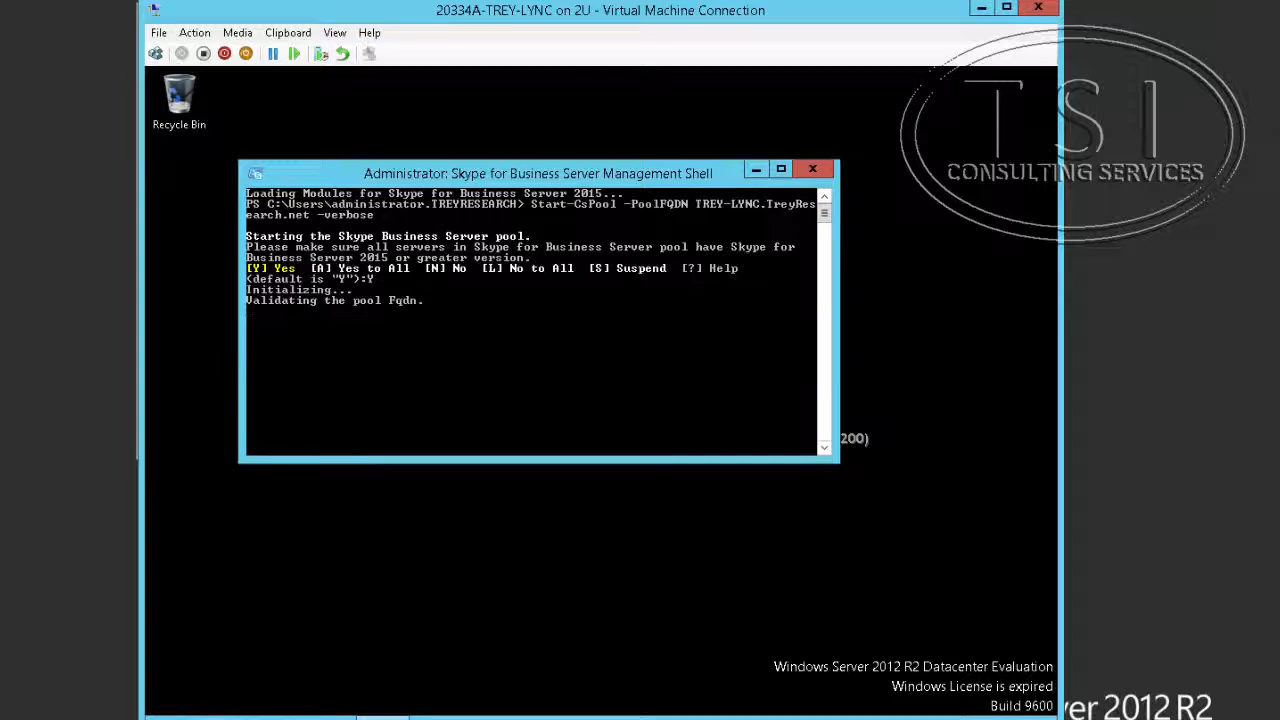 20334A-TREY-LYNC on 2U - Virtual Machine Connection
File Action Media Clipboard View Help
Recycle Bin
TSI
CONSULTING SERVICES
Administrator: Skype for Business Server Management Shell
Loading Modules for Skype for Business Server 2015...
PS C:\Users\administrator.TREYRESEARCH> Start-CsPool -PoolFQDN TREY-LYNC.TreyRes
earch.net -verbose
Starting the Skype Business Server pool.
Please make sure all servers in Skype for Business Server pool have Skype for
Business Server 2015 or greater version.
[Y] Yes [A] Yes to All [N] No [L] No to All [S] Suspend [?] Help
(default is "Y"):Y
Initializing...
Validating the pool Fqdn.
200)
Windows Server 2012 R2 Datacenter Evaluation
Windows License is expired
Build 9600
ver 2012 R2